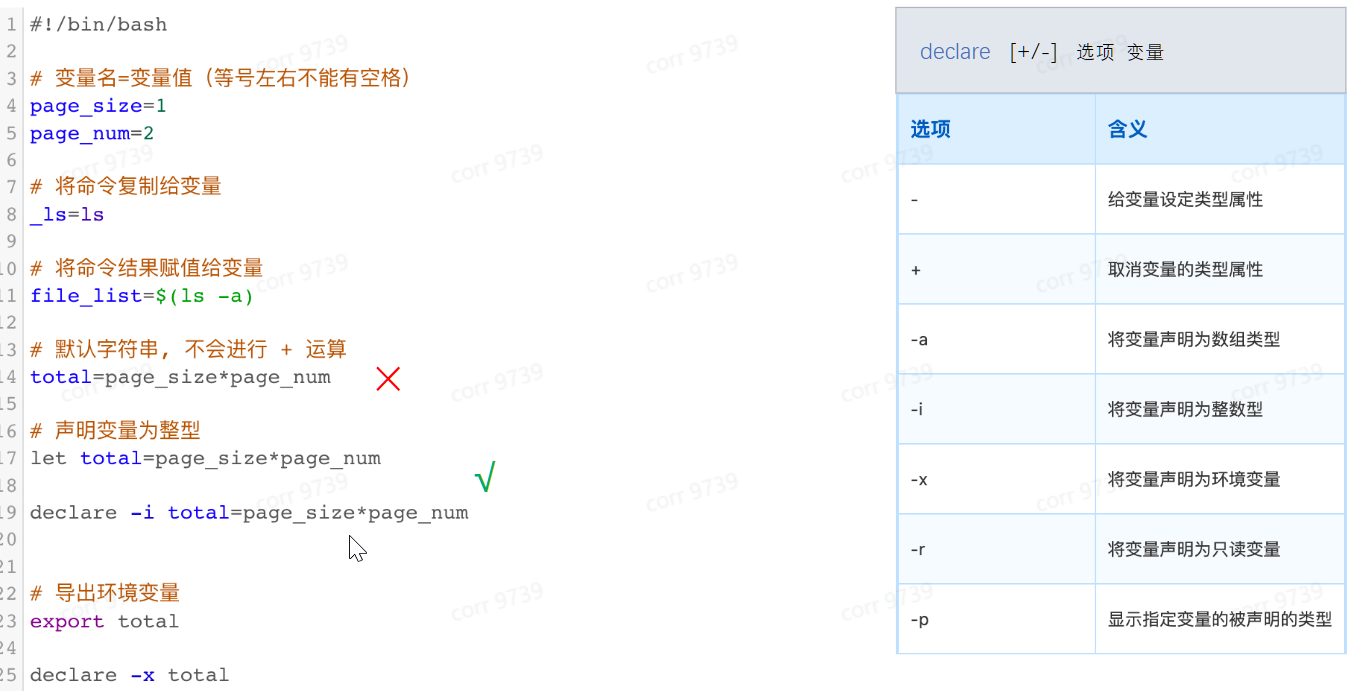 1 #!/bin/bash
2
3 # 变量名=变量值（等号左右不能有空格）
4 page_size=1
5 page_num=2
6
7 # 将命令复制给变量
8 _ls=ls
9
10 # 将命令结果赋值给变量
11 file_list=$(ls -a)
12
13 # 默认字符串, 不会进行 + 运算
14 total=page_size*page_num
15
16 # 声明变量为整型
17 let total=page_size*page_num
18
19 declare -i total=page_size*page_num
20
21
22 # 导出环境变量
23 export total
24
25 declare -x total
declare [+/-] 选项 变量
选项 含义
- 给变量设定类型属性
+ 取消变量的类型属性
-a 将变量声明为数组类型
-i 将变量声明为整数型
-x 将变量声明为环境变量
-r 将变量声明为只读变量
-p 显示指定变量的被声明的类型
corr 9739